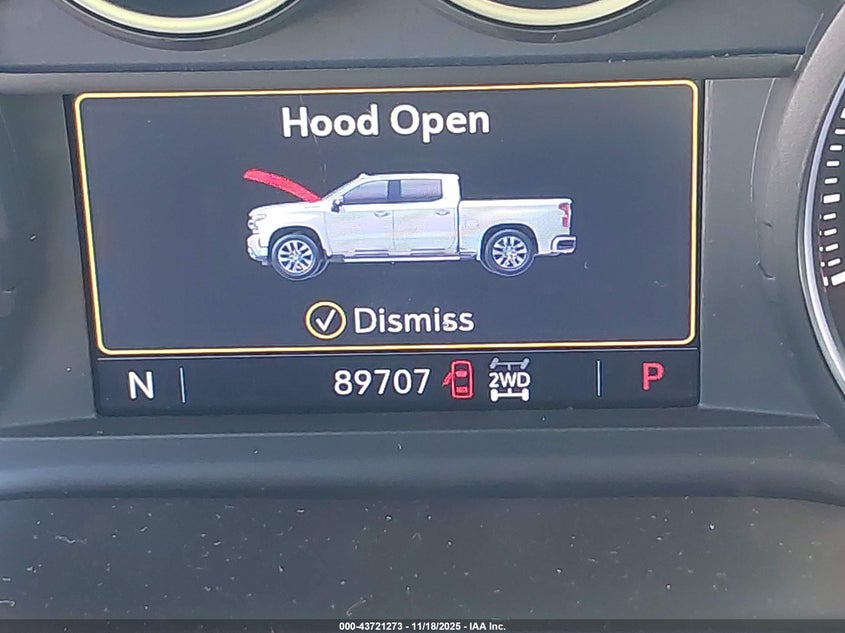 Hood Open
Dismiss
N 89707 2WD P
000-43721273 - 11/18/2025 - IAA Inc.